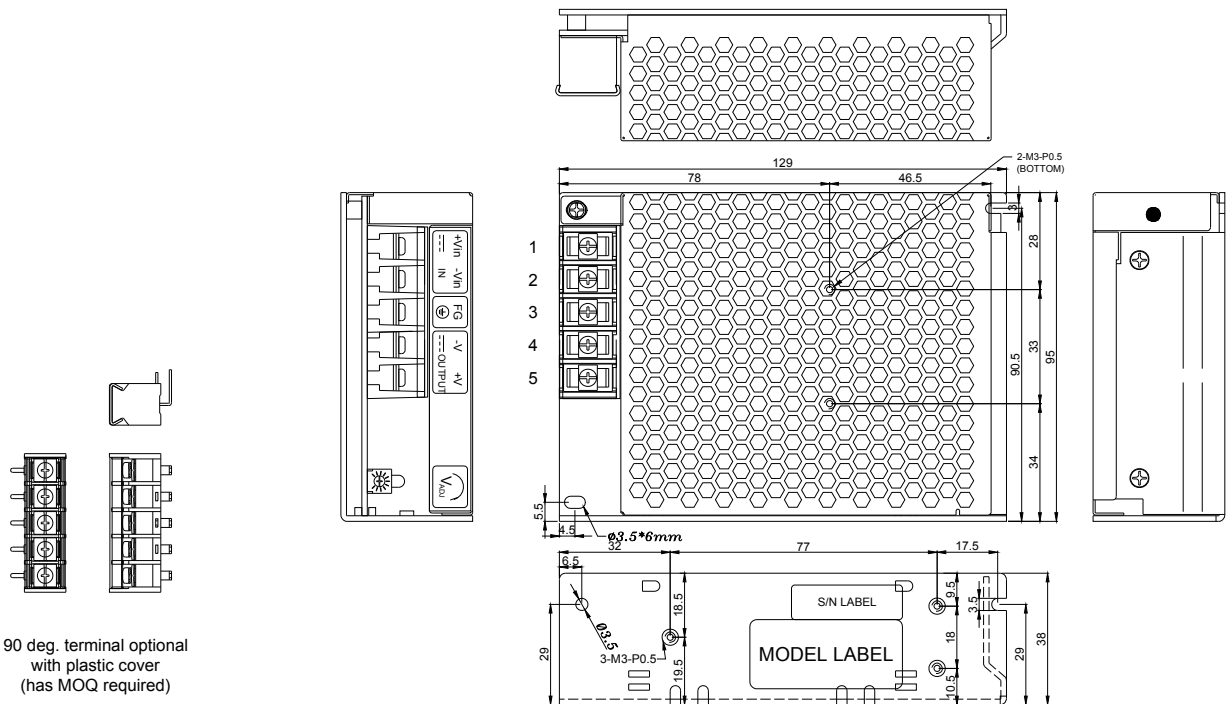 129
78
46.5
2-M3-P0.5
(BOTTOM)
3
28
33
34
90.5
95
1
2
3
4
5
+Vin -Vin
IN
FG
-V +V
OUTPUT
VADJ
5.5
4.5
ø3.5*6mm
32
77
17.5
6.5
18.5
19.5
29
Ø3.5
3-M3-P0.5
S/N LABEL
MODEL LABEL
9.5
18
10.5
3.5
29
38
90 deg. terminal optional
with plastic cover
(has MOQ required)